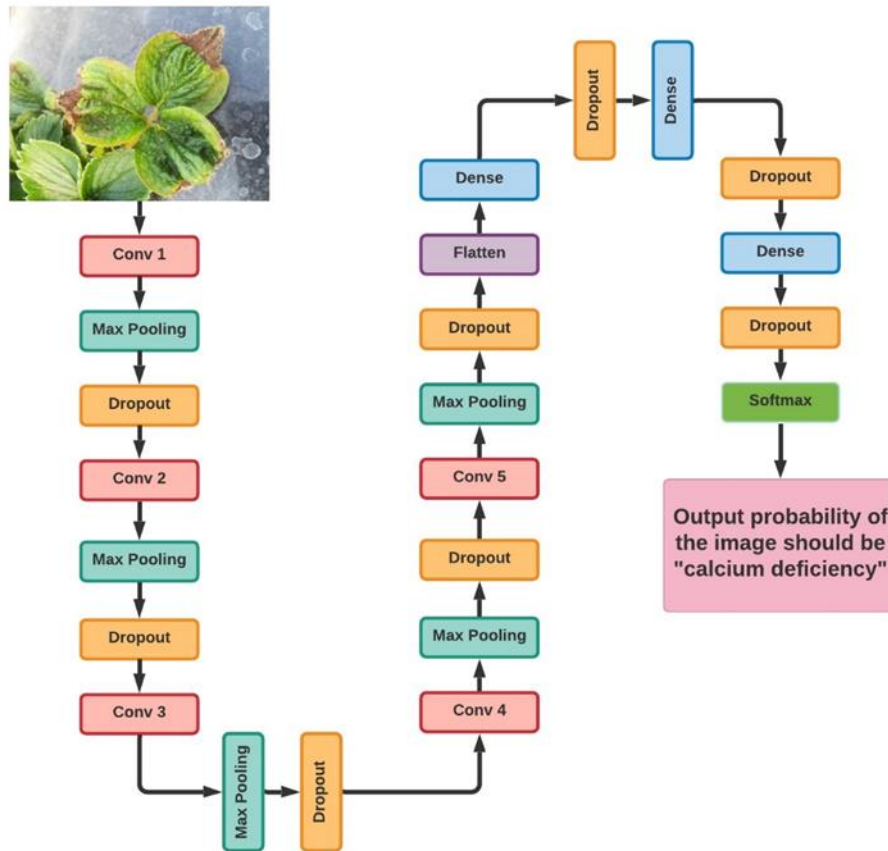 Conv 1
Max Pooling
Dropout
Conv 2
Max Pooling
Dropout
Conv 3
Max Pooling
Dropout
Conv 4
Max Pooling
Dropout
Conv 5
Max Pooling
Dropout
Flatten
Dense
Dropout
Dense
Dropout
Dense
Dropout
Softmax
Output probability of
the image should be
"calcium deficiency"